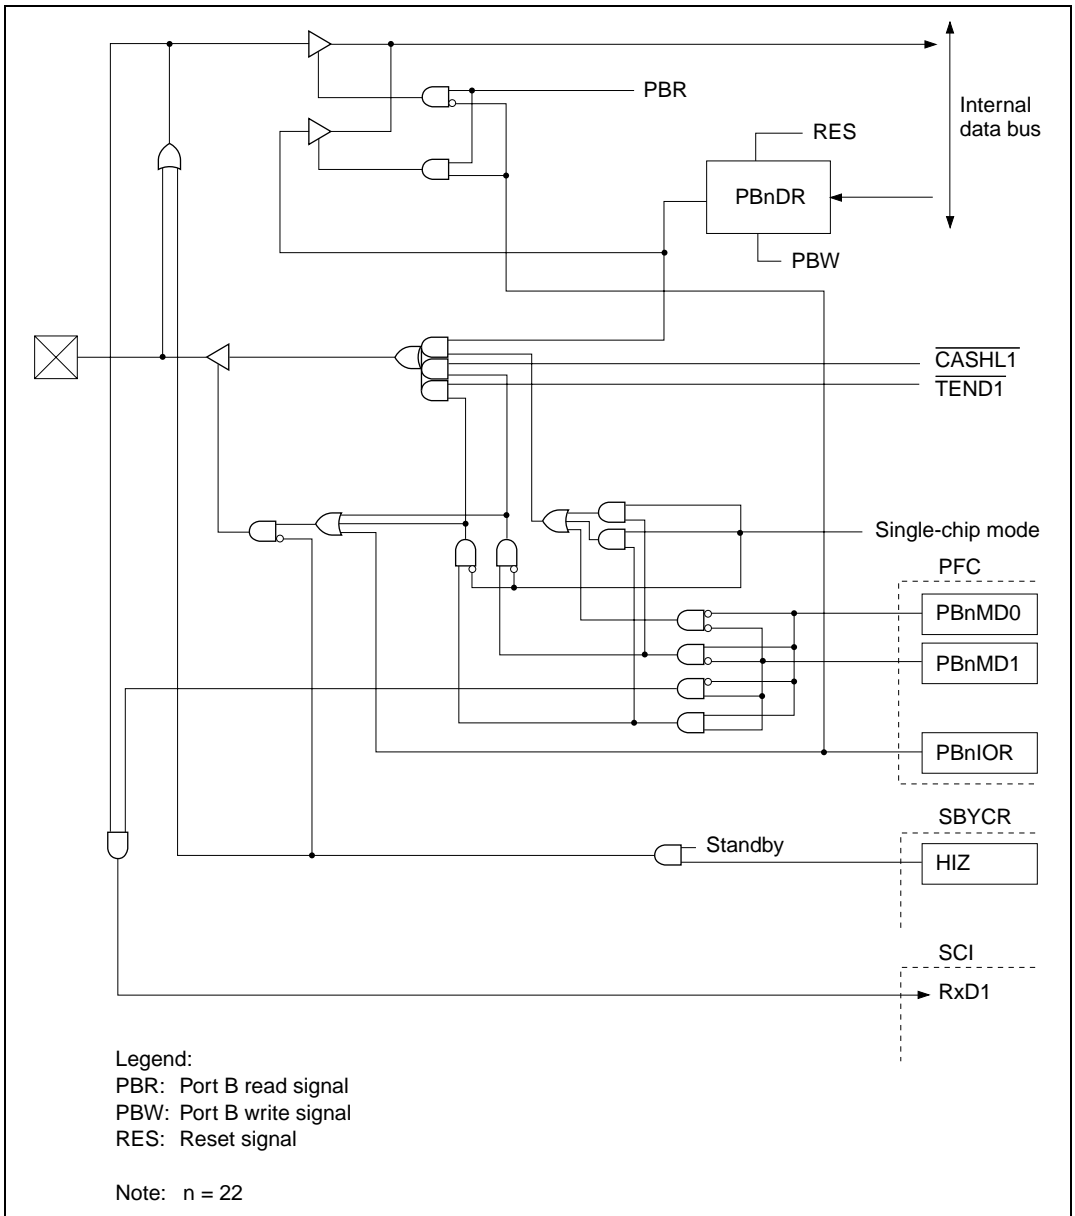 PBR
Internal
data bus
RES
PBnDR
PBW
CASHL1
TEND1
Single-chip mode
PFC
PBnMD0
PBnMD1
PBnIOR
SBYCR
Standby
HIZ
SCI
RxD1
Legend:
PBR: Port B read signal
PBW: Port B write signal
RES: Reset signal
Note: n = 22